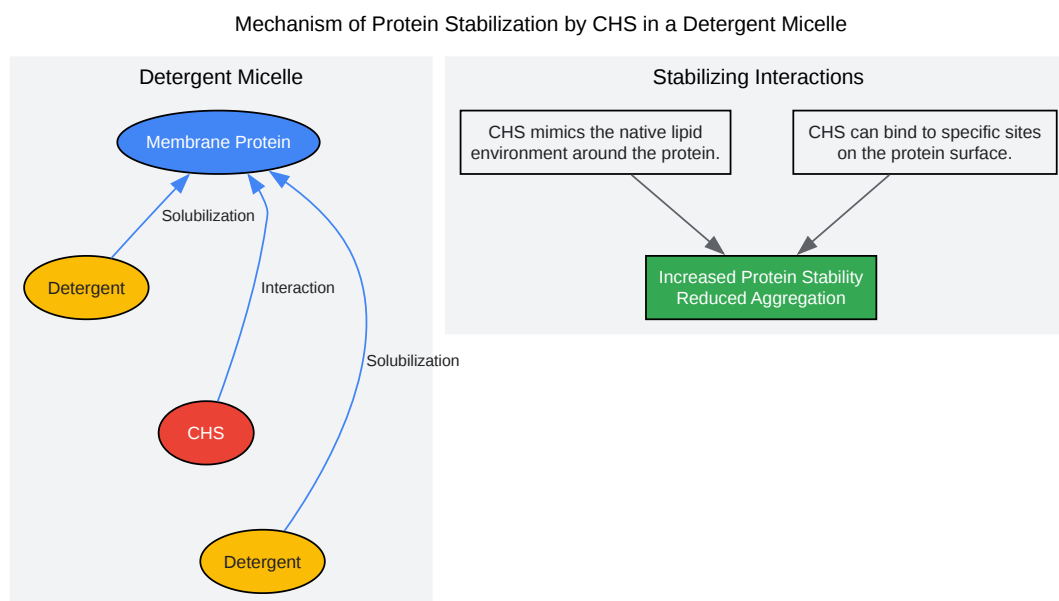 Mechanism of Protein Stabilization by CHS in a Detergent Micelle
Detergent Micelle
Membrane Protein
Solubilization
Detergent
Interaction
Solubilization
CHS
Detergent
Stabilizing Interactions
CHS mimics the native lipid
environment around the protein.
CHS can bind to specific sites
on the protein surface.
Increased Protein Stability
Reduced Aggregation